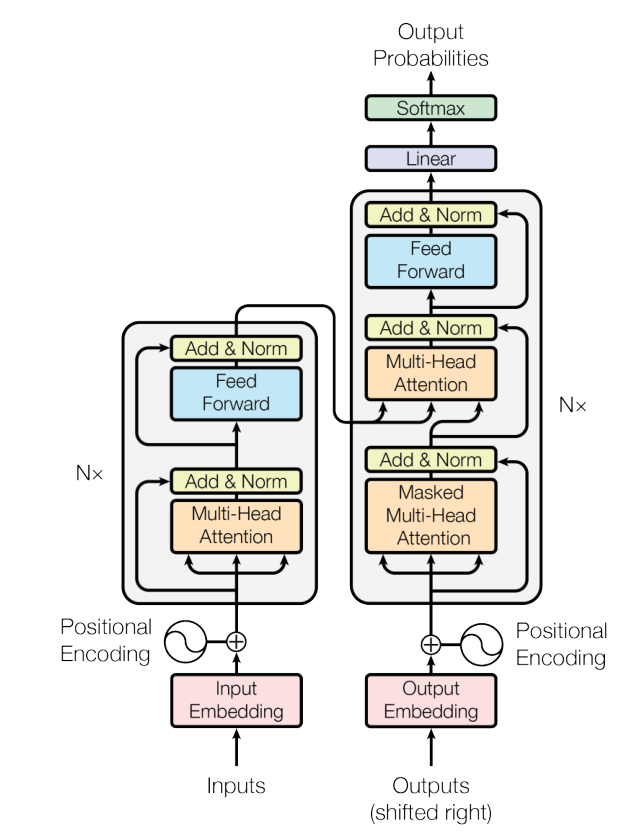 Output
Probabilities
Softmax
Linear
Add & Norm
Feed
Forward
Add & Norm
Multi-Head
Attention
Add & Norm
Masked
Multi-Head
Attention
N×
Positional
Encoding
Output
Embedding
Outputs
(shifted right)
Add & Norm
Feed
Forward
Add & Norm
Multi-Head
Attention
N×
Positional
Encoding
Input
Embedding
Inputs